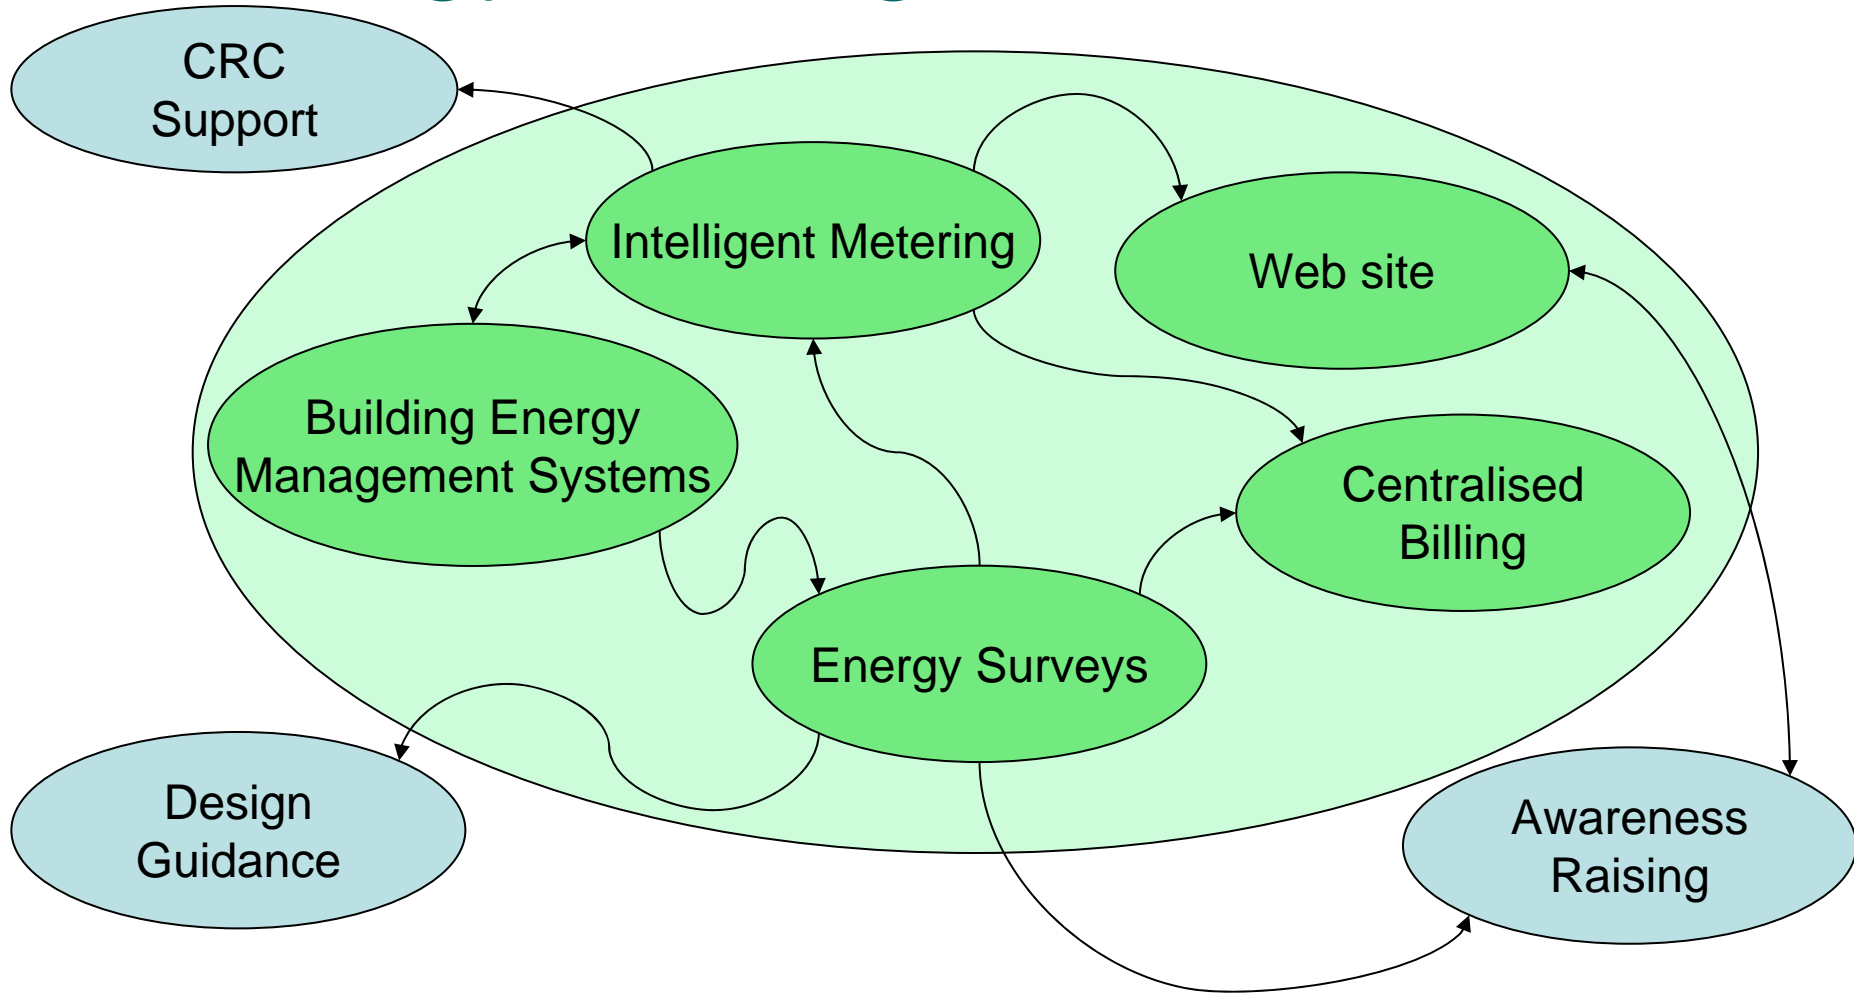 CRC
Support
Intelligent Metering
Web site
Building Energy
Management Systems
Centralised
Billing
Energy Surveys
Design
Guidance
Awareness
Raising